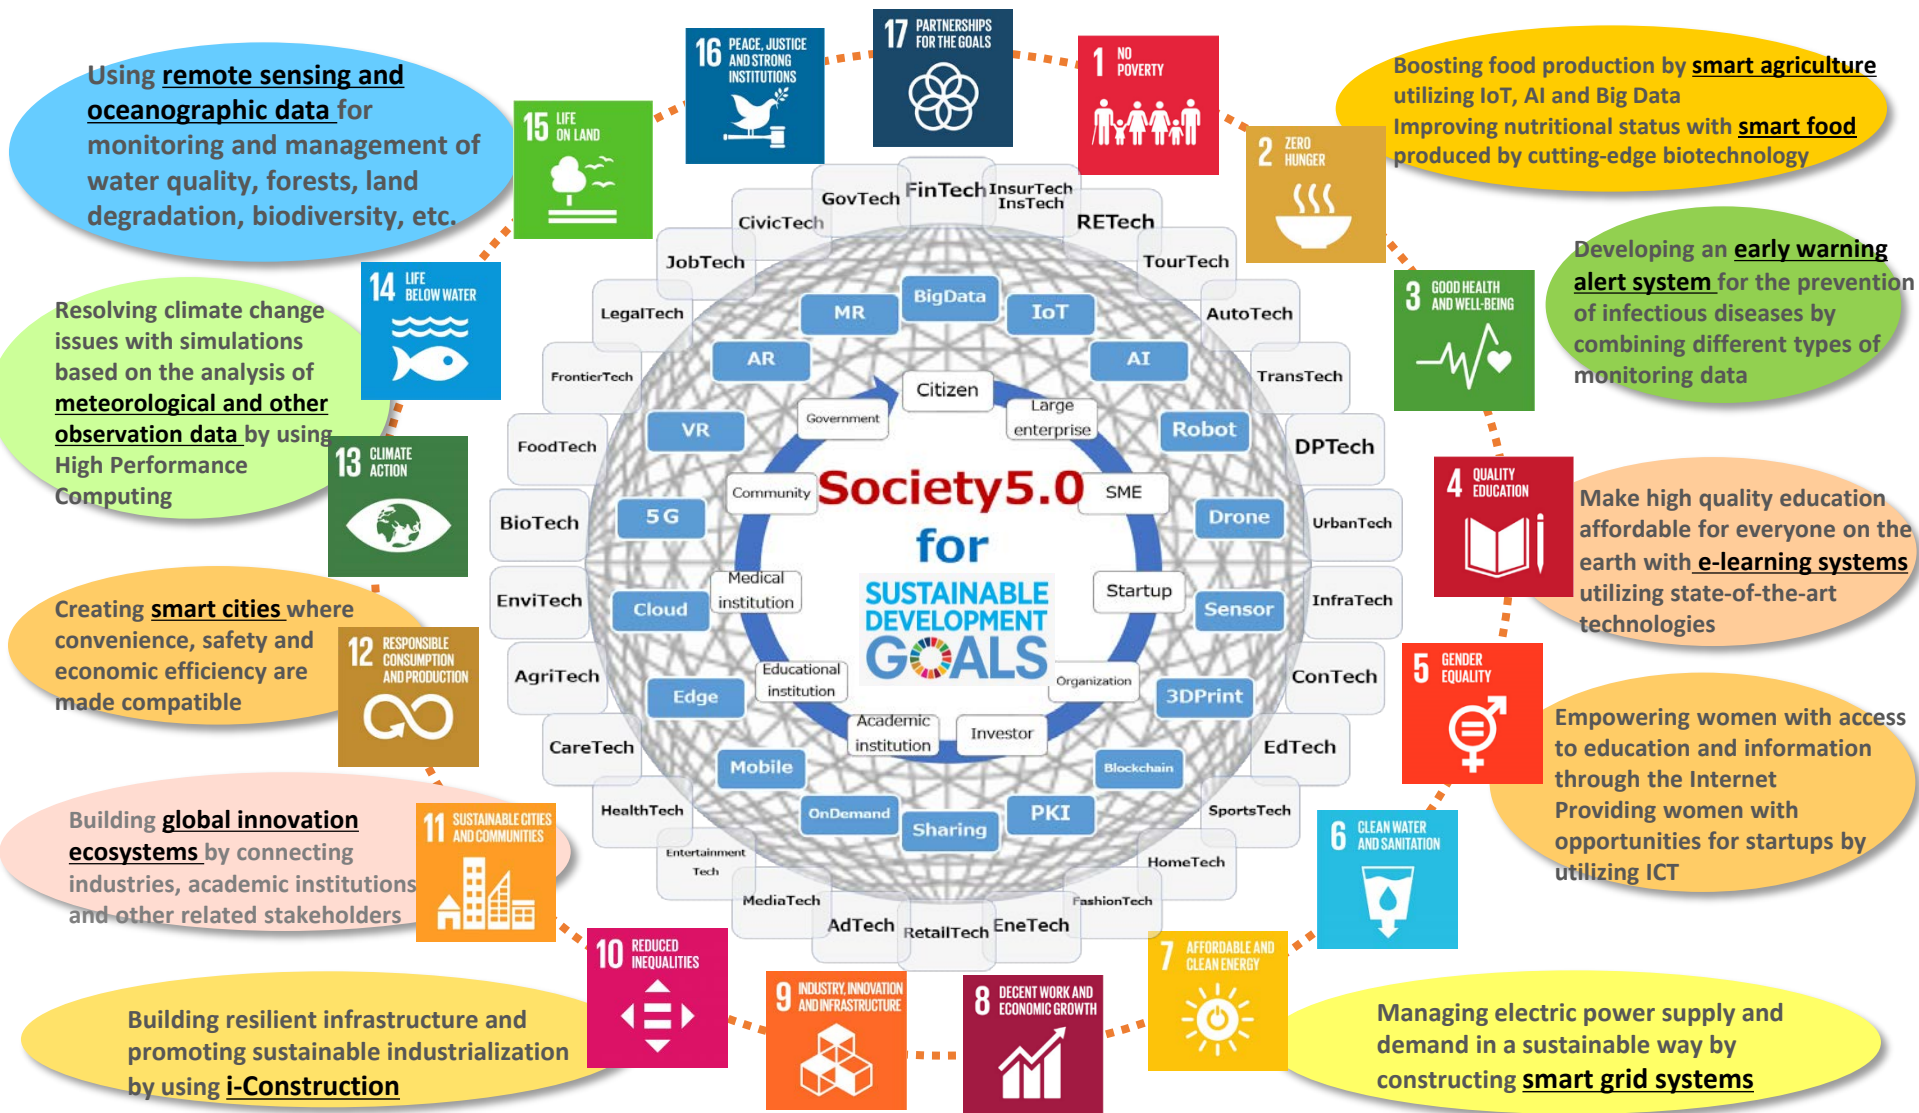 17 PARTNERSHIPS
FOR THE GOALS
16 PEACE, JUSTICE
AND STRONG
INSTITUTIONS
1 NO
POVERTY
Using remote sensing and
oceanographic data for
monitoring and management of
water quality, forests, land
degradation, biodiversity, etc.
15 LIFE
ON LAND
2 ZERO
HUNGER
Boosting food production by smart agriculture
utilizing IoT, AI and Big Data
Improving nutritional status with smart food
produced by cutting-edge biotechnology
14 LIFE
BELOW WATER
3 GOOD HEALTH
AND WELL-BEING
Developing an early warning
alert system for the prevention
of infectious diseases by
combining different types of
monitoring data
Resolving climate change
issues with simulations
based on the analysis of
meteorological and other
observation data by using
High Performance
Computing
13 CLIMATE
ACTION
4 QUALITY
EDUCATION
Make high quality education
affordable for everyone on the
earth with e-learning systems
utilizing state-of-the-art
technologies
Creating smart cities where
convenience, safety and
economic efficiency are
made compatible
12 RESPONSIBLE
CONSUMPTION
AND PRODUCTION
5 GENDER
EQUALITY
Empowering women with access
to education and information
through the Internet
Providing women with
opportunities for startups by
utilizing ICT
Building global innovation
ecosystems by connecting
industries, academic institutions
and other related stakeholders
11 SUSTAINABLE CITIES
AND COMMUNITIES
6 CLEAN WATER
AND SANITATION
10 REDUCED
INEQUALITIES
9 INDUSTRY, INNOVATION
AND INFRASTRUCTURE
8 DECENT WORK AND
ECONOMIC GROWTH
7 AFFORDABLE AND
CLEAN ENERGY
Building resilient infrastructure and
promoting sustainable industrialization
by using i-Construction
Managing electric power supply and
demand in a sustainable way by
constructing smart grid systems
FinTech
InsurTech
InsTech
RETech
TourTech
AutoTech
TransTech
DPTech
UrbanTech
InfraTech
ConTech
EdTech
SportsTech
HomeTech
FashionTech
EneTech
RetailTech
AdTech
MediaTech
Entertainment
Tech
HealthTech
CareTech
AgriTech
EnviTech
BioTech
FoodTech
FrontierTech
LegalTech
JobTech
CivicTech
GovTech
BigData
IoT
AI
Robot
Drone
Sensor
3DPrint
Blockchain
PKI
Sharing
OnDemand
Mobile
Edge
Cloud
5G
VR
AR
MR
Citizen
Large
enterprise
SME
Startup
Organization
Investor
Academic
institution
Educational
institution
Medical
institution
Community
Government
Society5.0
for
SUSTAINABLE
DEVELOPMENT
GOALS